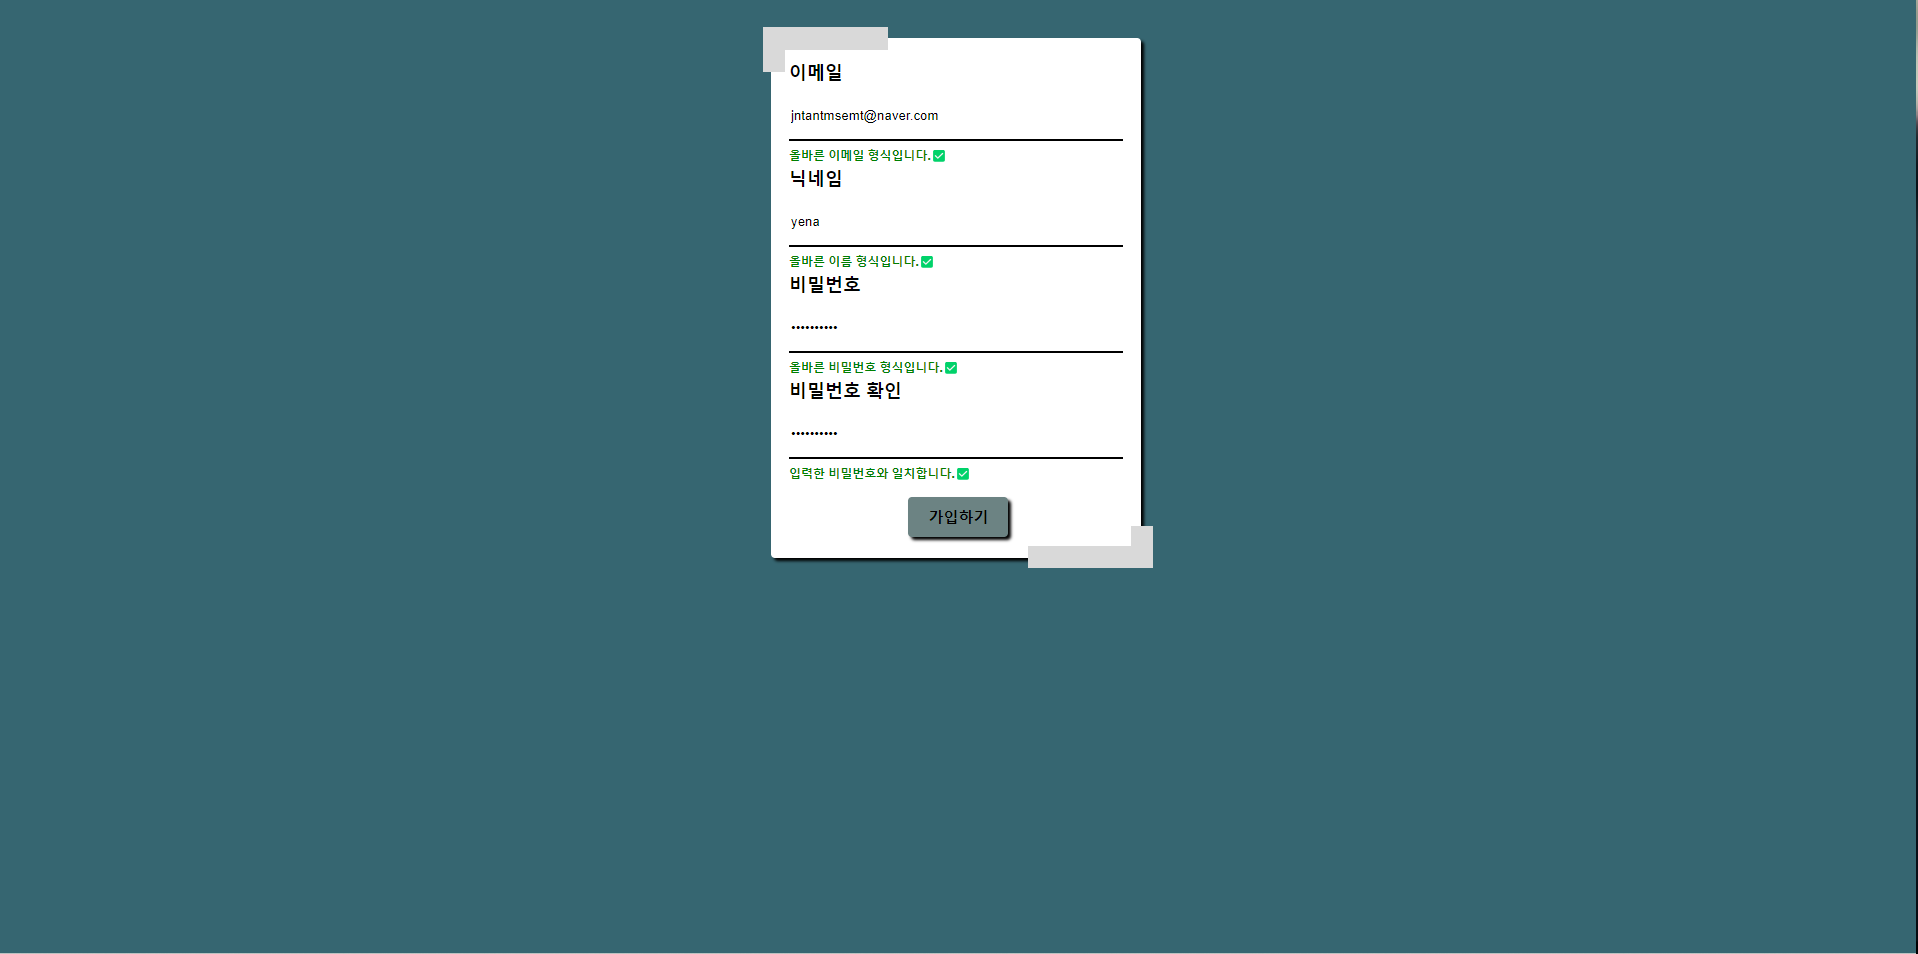 이메일
jntantmsemt@naver.com
올바른 이메일 형식입니다.✅
닉네임
yena
올바른 이름 형식입니다.✅
비밀번호
••••••••••
올바른 비밀번호 형식입니다.✅
비밀번호 확인
••••••••••
입력한 비밀번호와 일치합니다.✅
가입하기